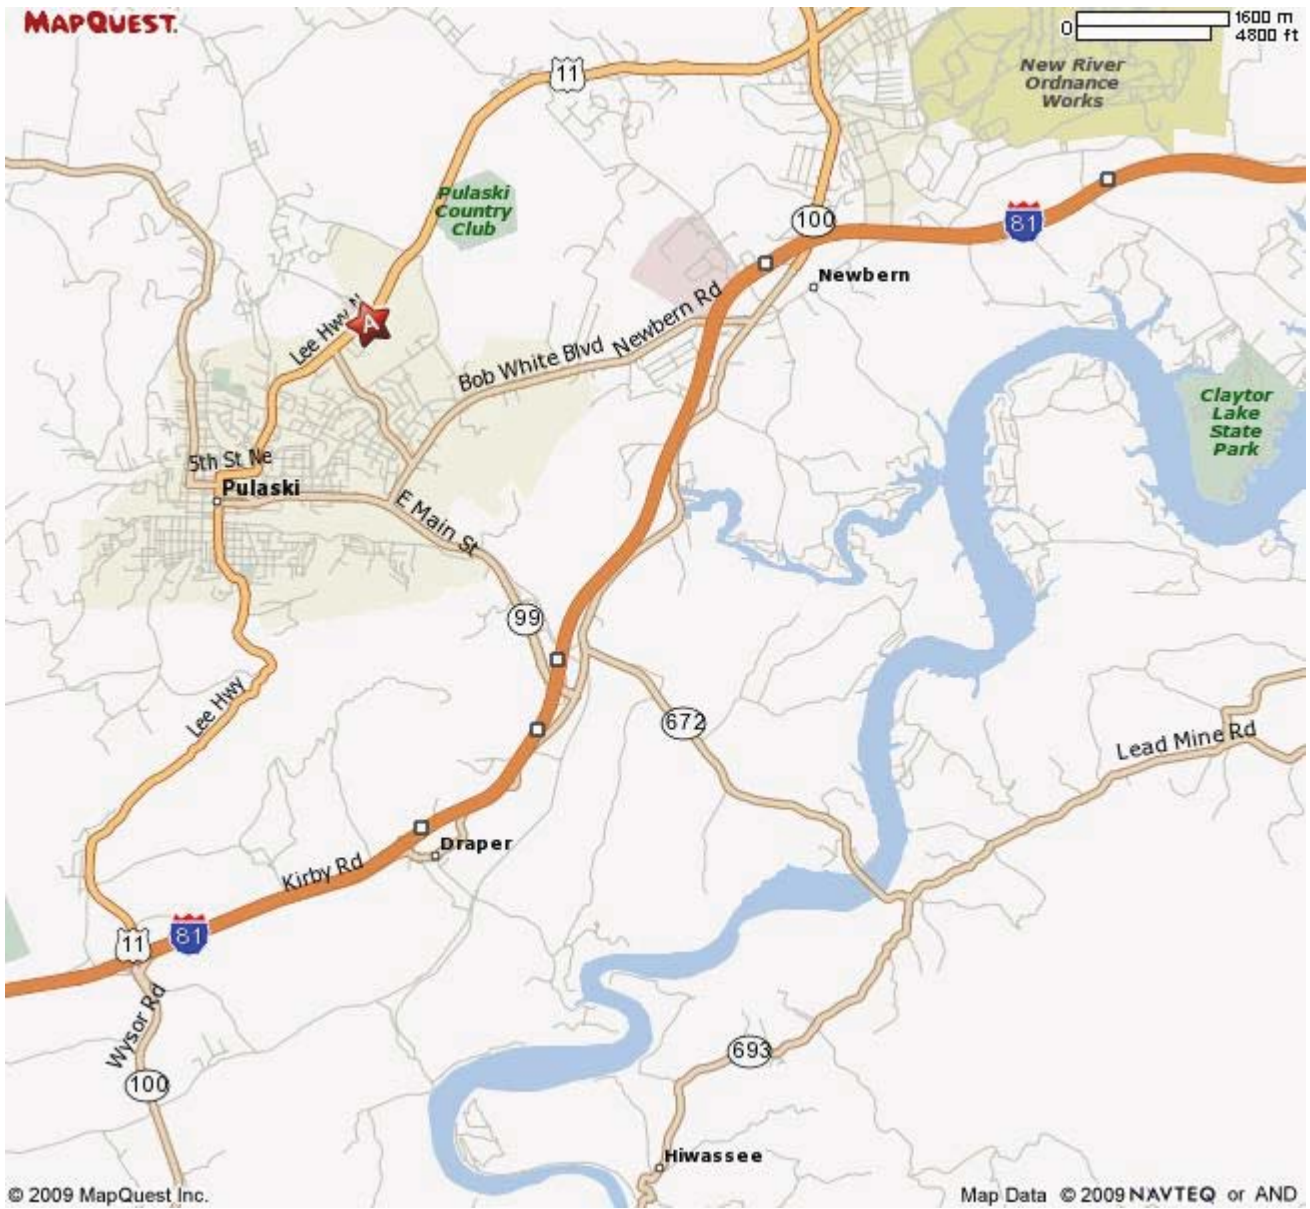 MAPQUEST.
0
1600 m
4800 ft
11
New River
Ordnance
Works
Pulaski
Country
Club
100
81
Newbern
Lee Hwy N
A
Newbern Rd
Bob White Blvd
Claytor
Lake
State
Park
5th St Ne
Pulaski
E Main St
99
Lee Hwy
672
Lead Mine Rd
Draper
Kirby Rd
11
81
Wysor Rd
693
100
Hiwassee
© 2009 MapQuest Inc.
Map Data © 2009 NAVTEQ or AND